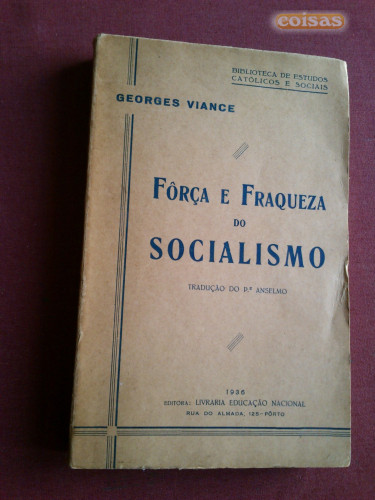 coisas
BIBLIOTECA DE ESTUDOS
CATÓLICOS E SOCIAIS
GEORGES VIANCE
FÔRÇA E FRAQUEZA
DO
SOCIALISMO
TRADUÇÃO DO P.e ANSELMO
1936
EDITORA: LIVRARIA EDUCAÇÃO NACIONAL
RUA DO ALMADA, 125-PÔRTO